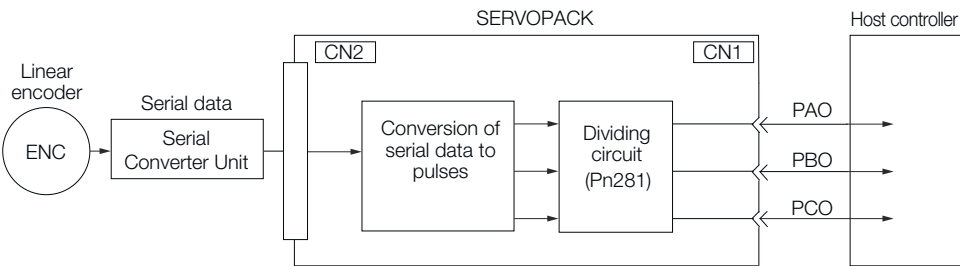 SERVOPACK
Host controller
CN2
CN1
Linear
encoder
Serial data
ENC
Serial
Converter Unit
Conversion of
serial data to
pulses
Dividing
circuit
(Pn281)
PAO
PBO
PCO